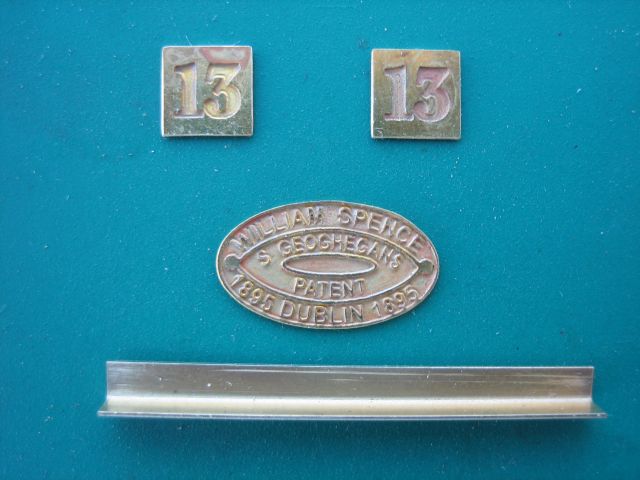 13
13
WILLIAM SPENCE
S GEOGHEGANS
PATENT
1895 DUBLIN 1895